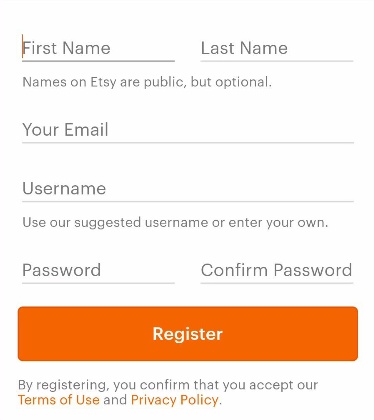 First Name Last Name
Names on Etsy are public, but optional.
Your Email
Username
Use our suggested username or enter your own.
Password Confirm Password
Register
By registering, you confirm that you accept our
Terms of Use and Privacy Policy.